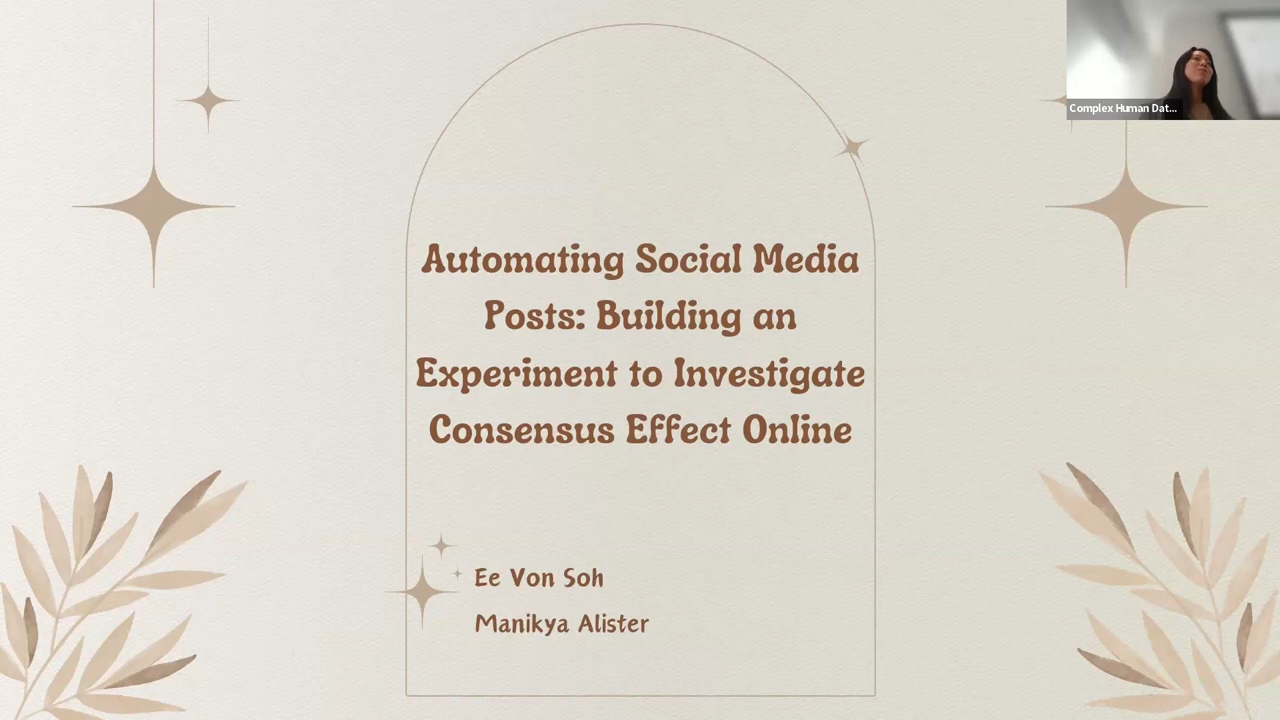 Complex Human Dat...
Automating Social Media
Posts: Building an
Experiment to Investigate
Consensus Effect Online
Ee Von Soh
Manikya Alister